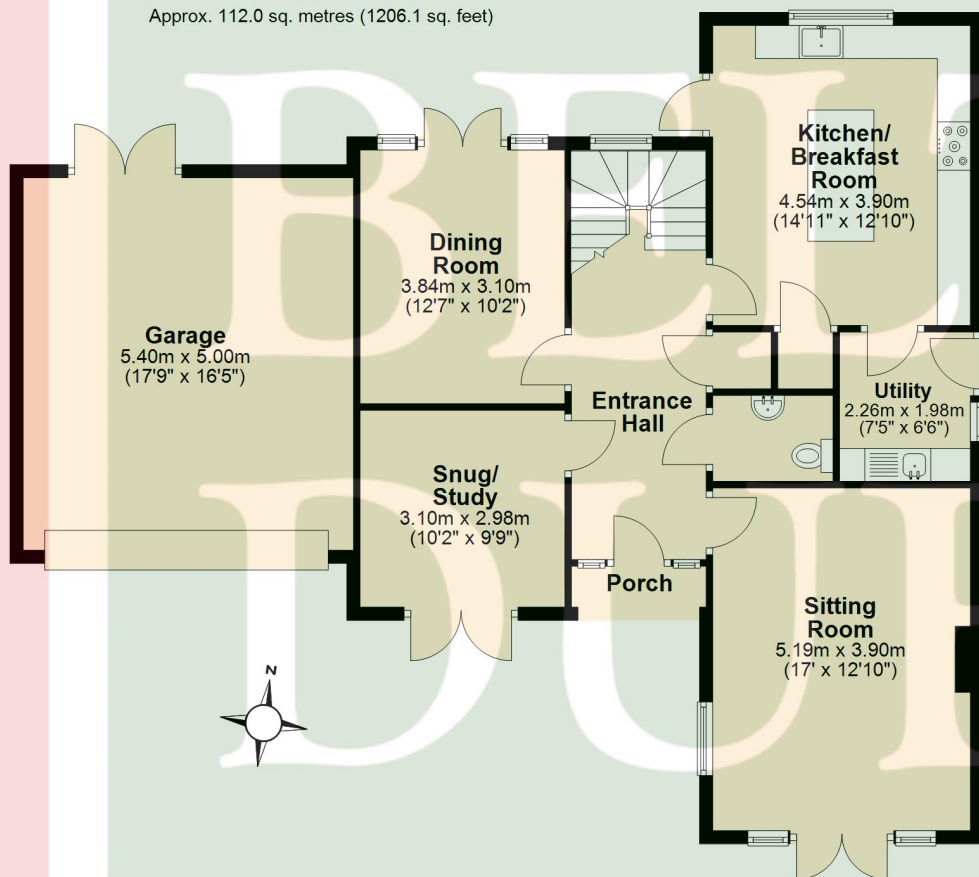 Approx. 112.0 sq. metres (1206.1 sq. feet)
Kitchen/
Breakfast
Room
4.54m x 3.90m
(14'11" x 12'10")
Dining
Room
3.84m x 3.10m
(12'7" x 10'2")
Garage
5.40m x 5.00m
(17'9" x 16'5")
Entrance
Hall
Utility
2.26m x 1.98m
(7'5" x 6'6")
Snug/
Study
3.10m x 2.98m
(10'2" x 9'9")
Porch
Sitting
Room
5.19m x 3.90m
(17' x 12'10")
N